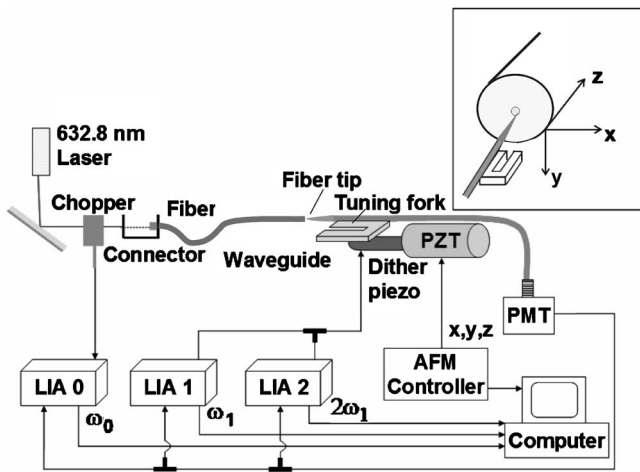 632.8 nm
Laser
Chopper
Connector
Fiber
Waveguide
Fiber tip
Tuning fork
Dither
piezo
PZT
z
x
y
PMT
x,y,z
AFM
Controller
LIA 0
ω0
LIA 1
ω1
LIA 2
2ω1
Computer